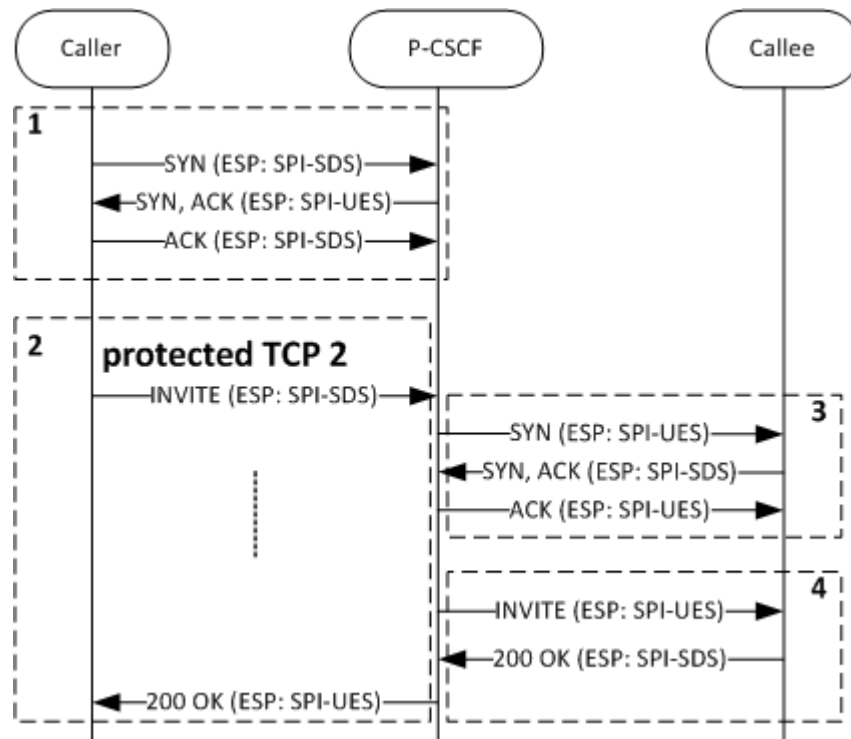 Caller
P-CSCF
Callee
1
SYN (ESP: SPI-SDS)
SYN, ACK (ESP: SPI-UES)
ACK (ESP: SPI-SDS)
2
protected TCP 2
INVITE (ESP: SPI-SDS)
3
SYN (ESP: SPI-UES)
SYN, ACK (ESP: SPI-SDS)
ACK (ESP: SPI-UES)
4
INVITE (ESP: SPI-UES)
200 OK (ESP: SPI-SDS)
200 OK (ESP: SPI-UES)